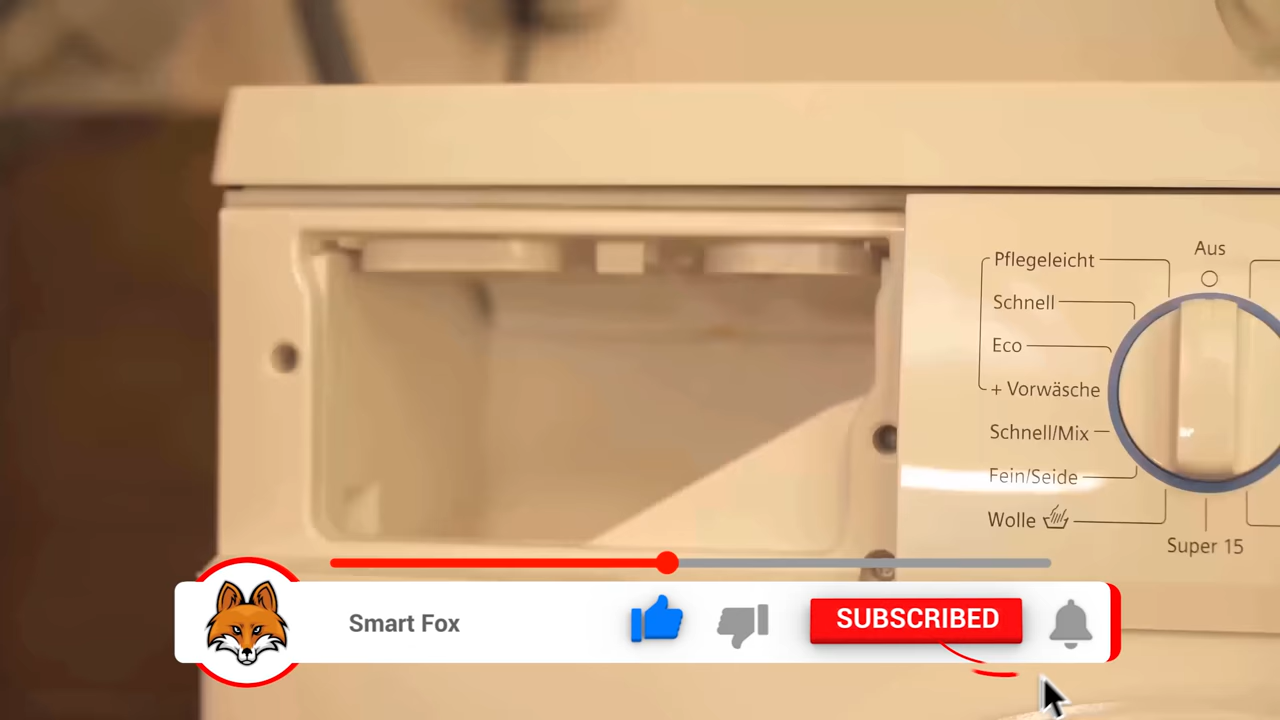 Aus
Pflegeleicht
Schnell
Eco
+ Vorwäsche
Schnell/Mix
Fein/Seide
Wolle
Super 15
Smart Fox
SUBSCRIBED